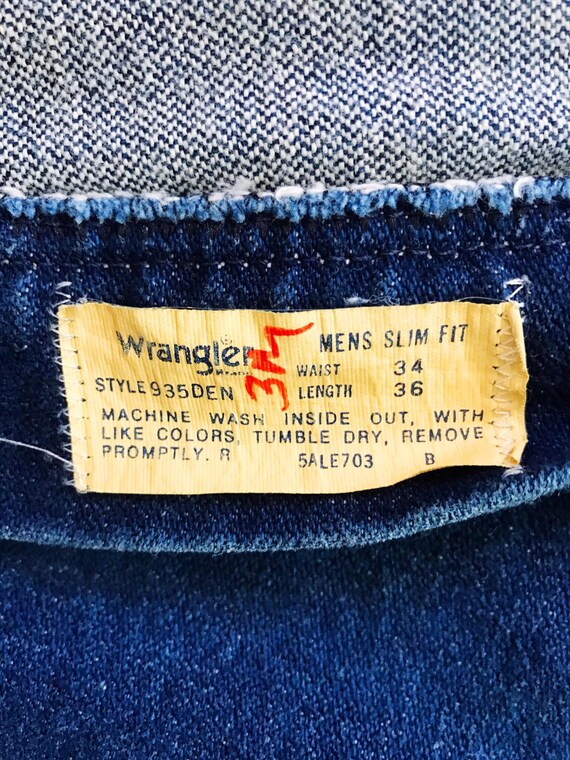 Wrangler MENS SLIM FIT
WAIST 34
STYLE 935DEN LENGTH 36
MACHINE WASH INSIDE OUT, WITH
LIKE COLORS, TUMBLE DRY, REMOVE
PROMPTLY. R 5ALE703 B